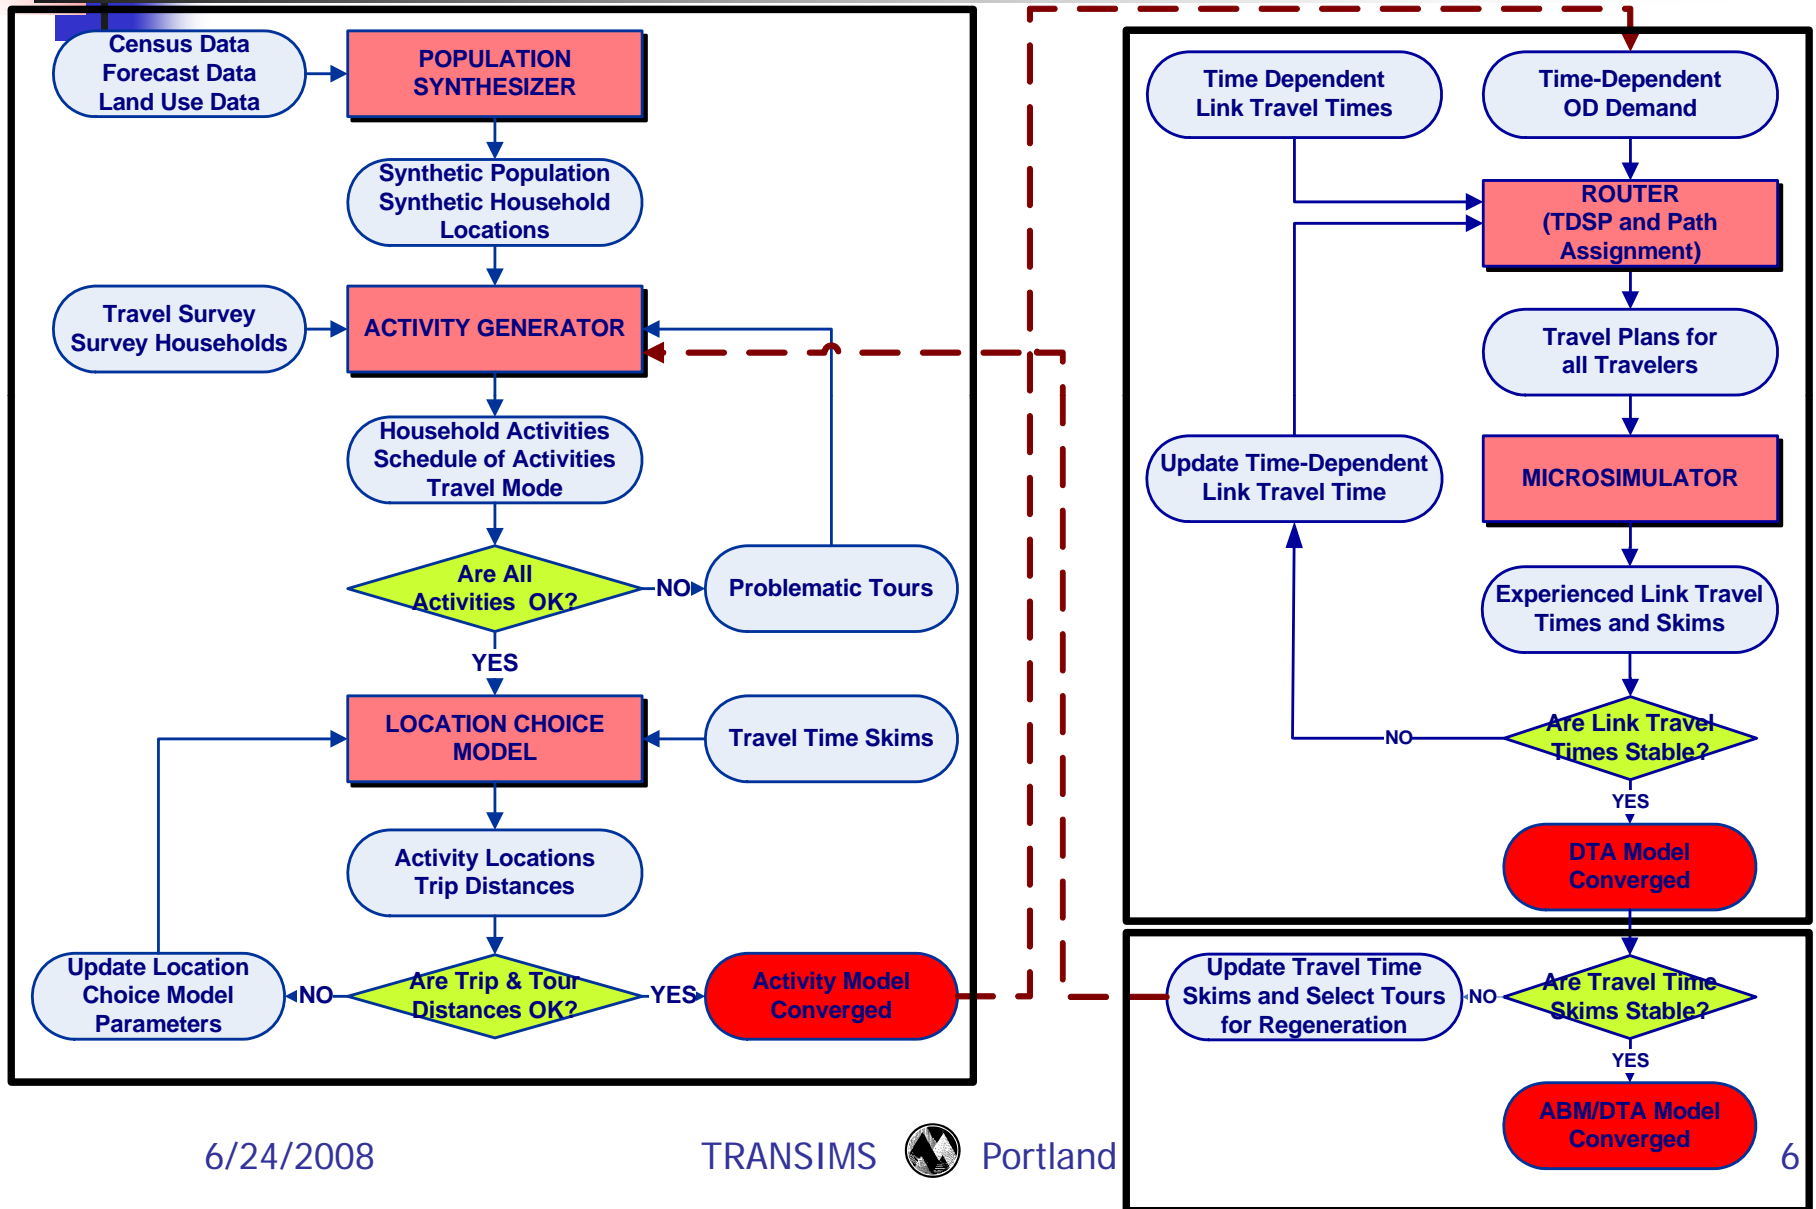 Census Data
Forecast Data
Land Use Data
POPULATION
SYNTHESIZER
Synthetic Population
Synthetic Household
Locations
Travel Survey
Survey Households
ACTIVITY GENERATOR
Household Activities
Schedule of Activities
Travel Mode
Are All
Activities OK?
NO
Problematic Tours
YES
LOCATION CHOICE
MODEL
Travel Time Skims
Activity Locations
Trip Distances
Update Location
Choice Model
Parameters
NO
Are Trip & Tour
Distances OK?
YES
Activity Model
Converged
Time Dependent
Link Travel Times
Time-Dependent
OD Demand
ROUTER
(TDSP and Path
Assignment)
Travel Plans for
all Travelers
Update Time-Dependent
Link Travel Time
MICROSIMULATOR
Experienced Link Travel
Times and Skims
NO
Are Link Travel
Times Stable?
YES
DTA Model
Converged
Update Travel Time
Skims and Select Tours
for Regeneration
NO
Are Travel Time
Skims Stable?
YES
ABM/DTA Model
Converged
6/24/2008
TRANSIMS Portland
6